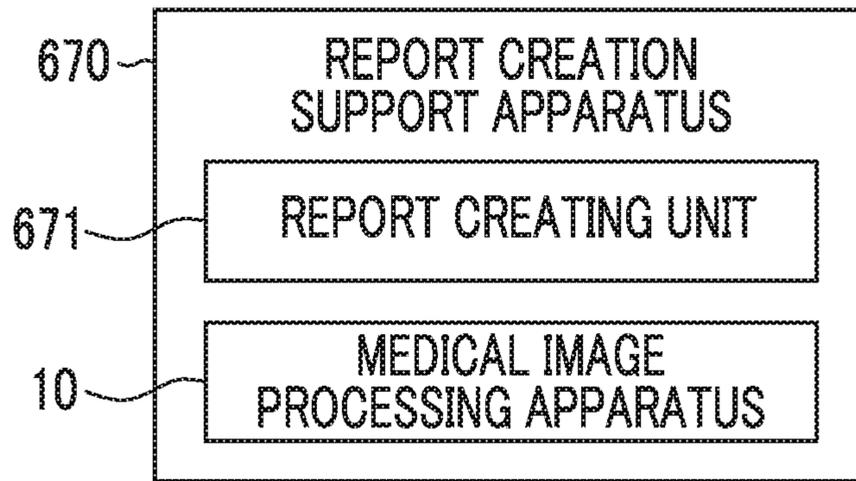 670
REPORT CREATION
SUPPORT APPARATUS
671
REPORT CREATING UNIT
10
MEDICAL IMAGE
PROCESSING APPARATUS